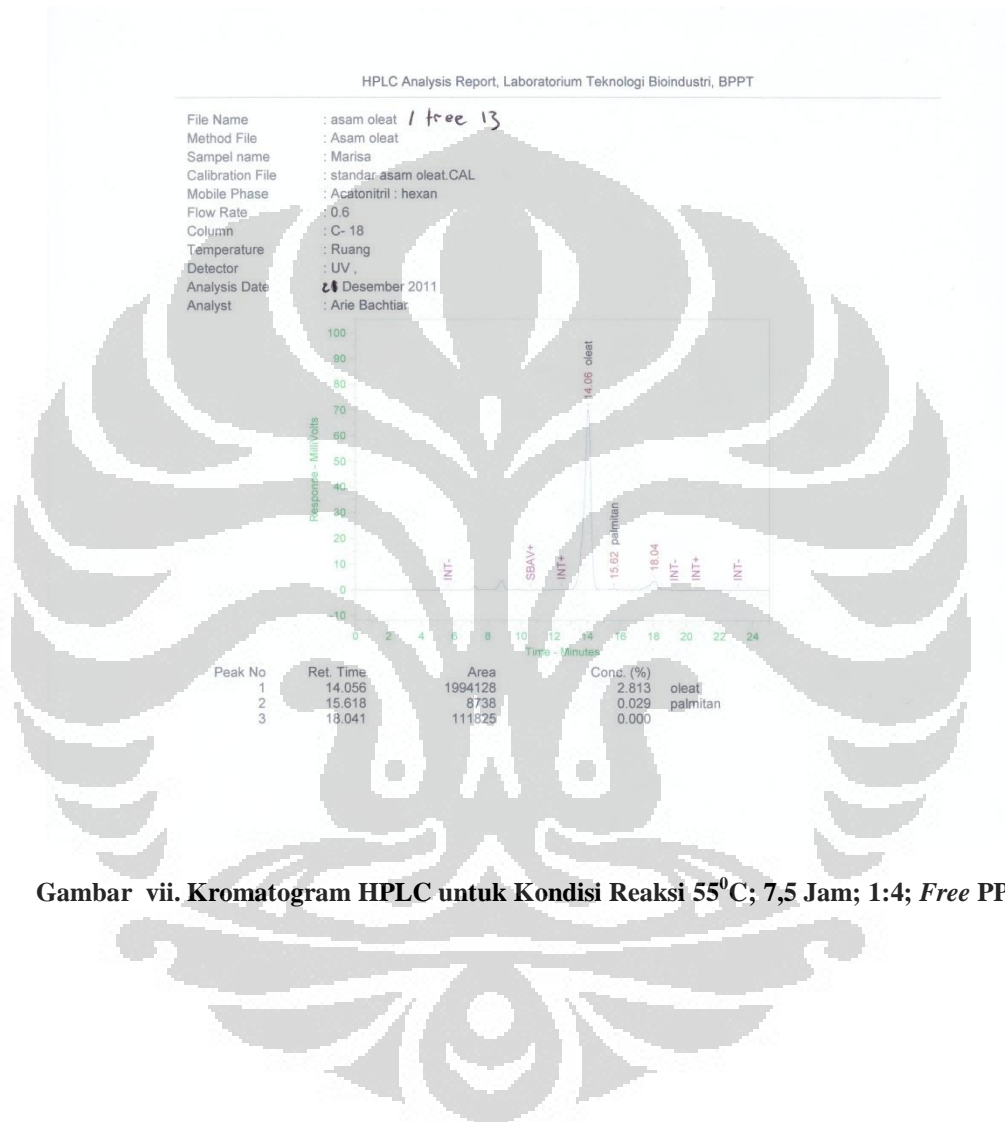 HPLC Analysis Report, Laboratorium Teknologi Bioindustri, BPPT
File Name : asam oleat / free 13
Method File : Asam oleat
Sampel name : Marisa
Calibration File : standar asam oleat.CAL
Mobile Phase : Acatonitril : hexan
Flow Rate : 0.6
Column : C- 18
Temperature : Ruang
Detector : UV ,
Analysis Date Desember 2011
Analyst : Arie Bachtiar
100
90
80
70
60
50
40
30
20
10
0
-10
Response - MilliVolts
INT-
SBAV+
INT+
14.06 oleat
15.62 palmitan
18.04
INT-
INT+
INT-
0 2 4 6 8 10 12 14 16 18 20 22 24
Time - Minutes
Peak No Ret. Time Area Conc. (%)
1 14.056 1994128 2.813 oleat
2 15.618 8738 0.029 palmitan
3 18.041 111825 0.000
Gambar vii. Kromatogram HPLC untuk Kondisi Reaksi 55⁰C; 7,5 Jam; 1:4; Free PP